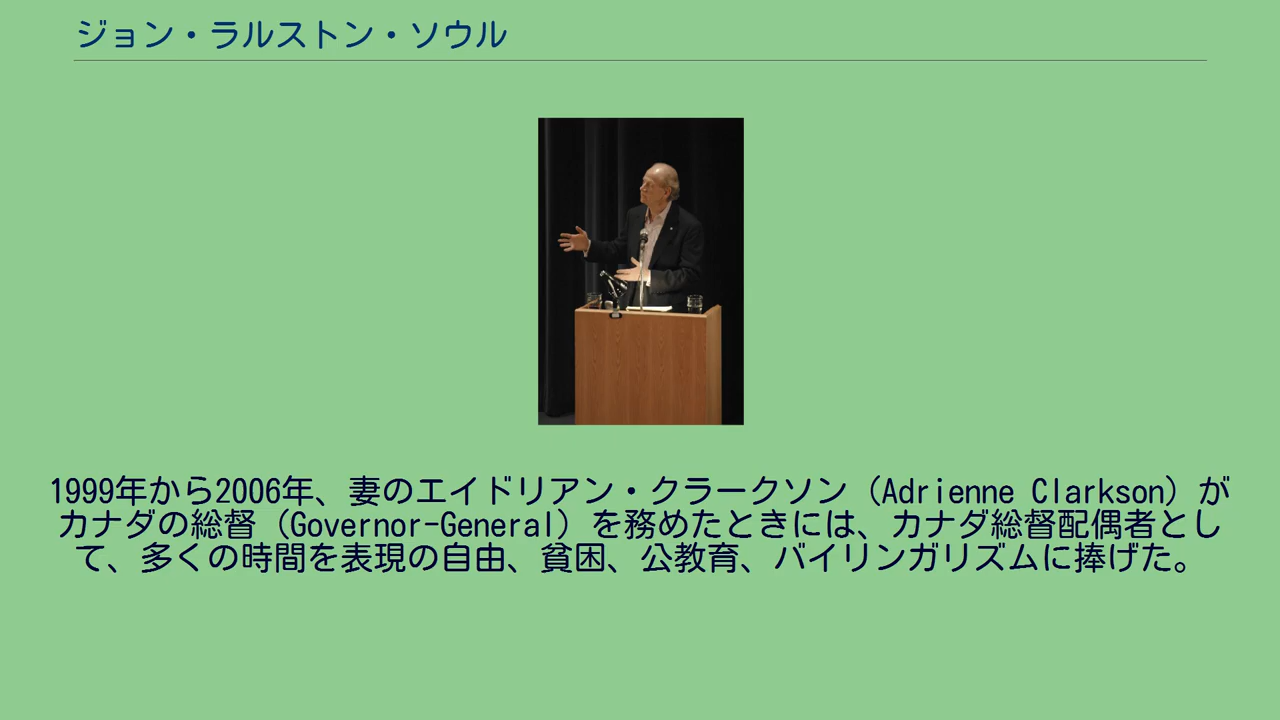 ジョン・ラルストン・ソウル
1999年から2006年、妻のエイドリアン・クラークソン（Adrienne Clarkson）が
カナダの総督（Governor-General）を務めたときには、カナダ総督配偶者とし
て、多くの時間を表現の自由、貧困、公教育、バイリンガリズムに捧げた。